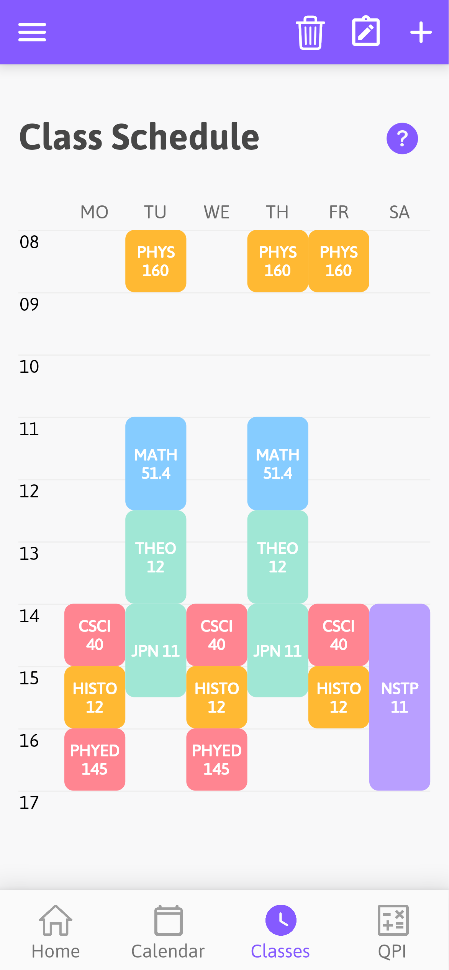 Class Schedule
?
MO TU WE TH FR SA
08
PHYS
160
PHYS
160
PHYS
160
09
10
11
MATH
51.4
MATH
51.4
12
THEO
12
THEO
12
13
14
CSCI
40
JPN 11
CSCI
40
JPN 11
CSCI
40
NSTP
11
15
HISTO
12
HISTO
12
HISTO
12
16
PHYED
145
PHYED
145
17
Home Calendar Classes QPI